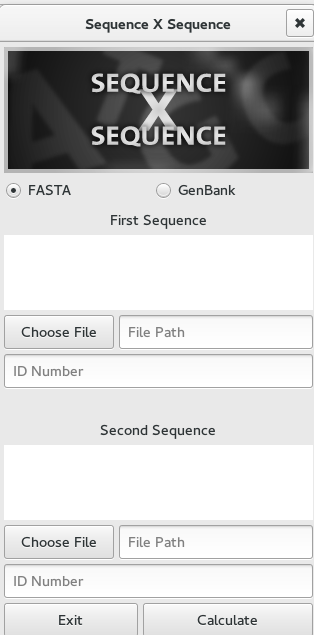 Sequence X Sequence
SEQUENCE
X
SEQUENCE
FASTA GenBank
First Sequence
Choose File File Path
ID Number
Second Sequence
Choose File File Path
ID Number
Exit Calculate